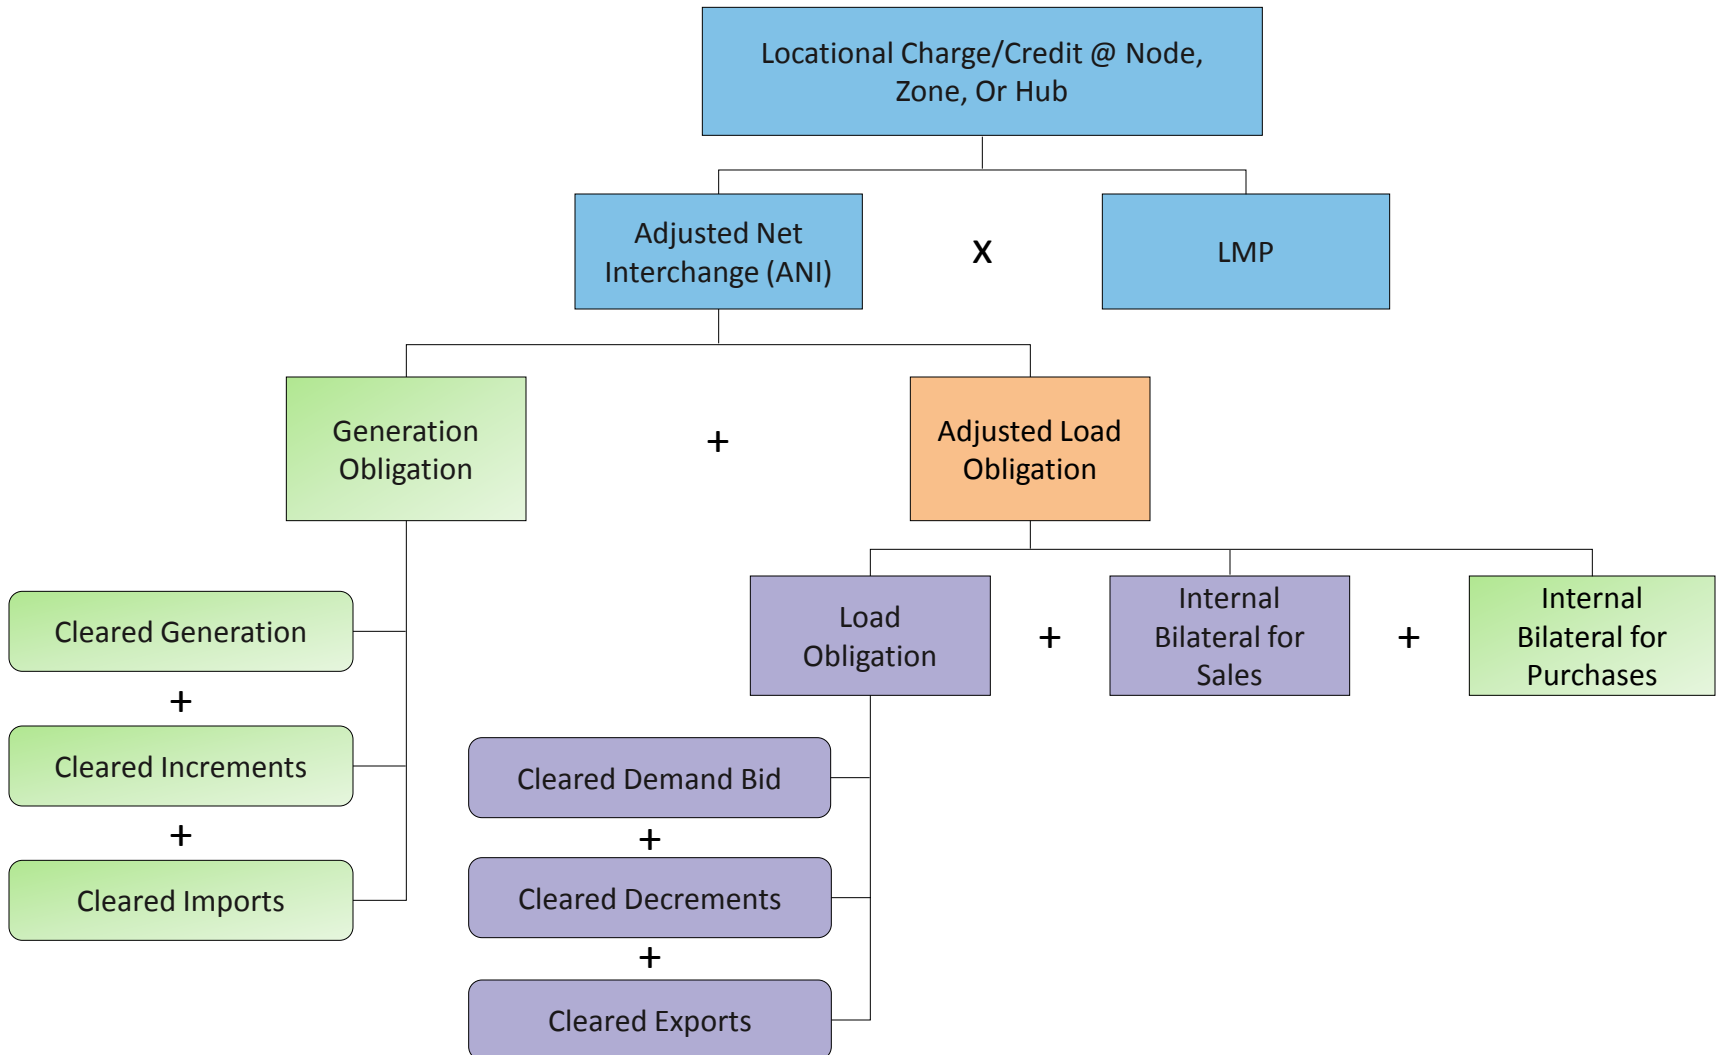 Locational Charge/Credit @ Node,
Zone, Or Hub
Adjusted Net
Interchange (ANI)
x
LMP
Generation
Obligation
+
Adjusted Load
Obligation
Load
Obligation
+
Internal
Bilateral for
Sales
+
Internal
Bilateral for
Purchases
Cleared Generation
+
Cleared Increments
+
Cleared Imports
Cleared Demand Bid
+
Cleared Decrements
+
Cleared Exports